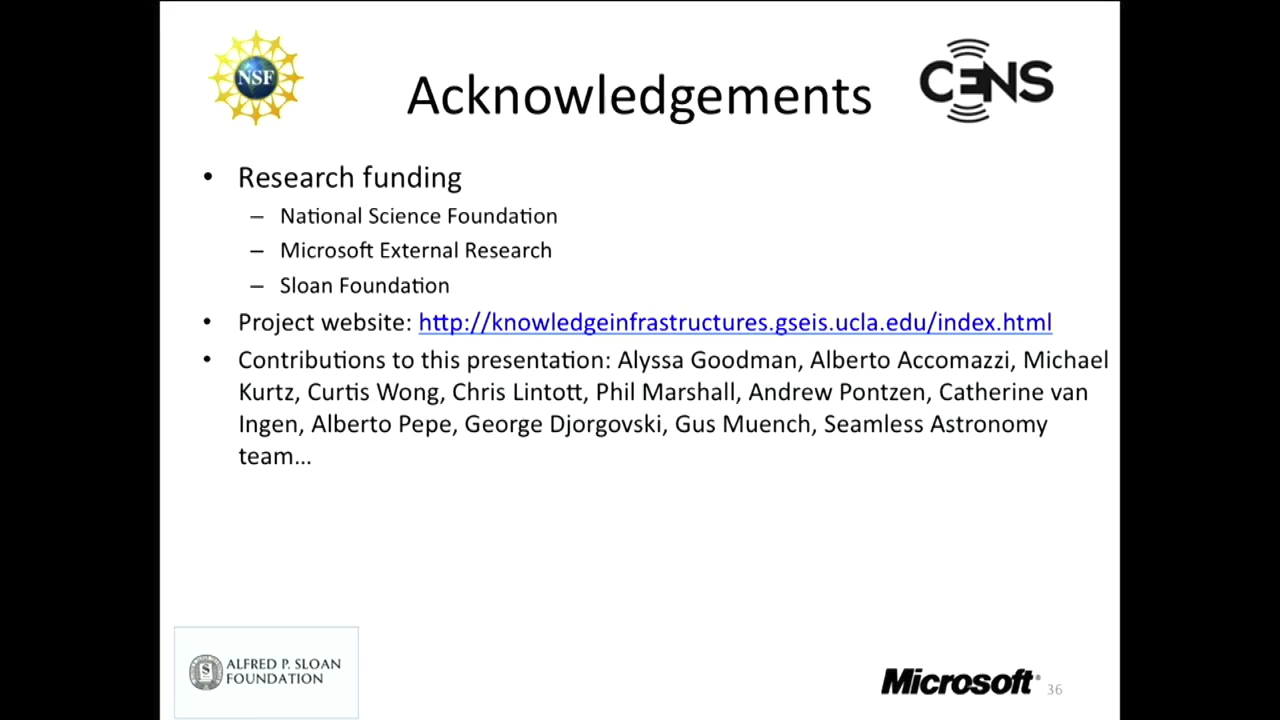 NSF
CENS
Acknowledgements
• Research funding
– National Science Foundation
– Microsoft External Research
– Sloan Foundation
• Project website: http://knowledgeinfrastructures.gseis.ucla.edu/index.html
• Contributions to this presentation: Alyssa Goodman, Alberto Accomazzi, Michael
Kurtz, Curtis Wong, Chris Lintott, Phil Marshall, Andrew Pontzen, Catherine van
Ingen, Alberto Pepe, George Djorgovski, Gus Muench, Seamless Astronomy
team...
ALFRED P. SLOAN
FOUNDATION
Microsoft® 36